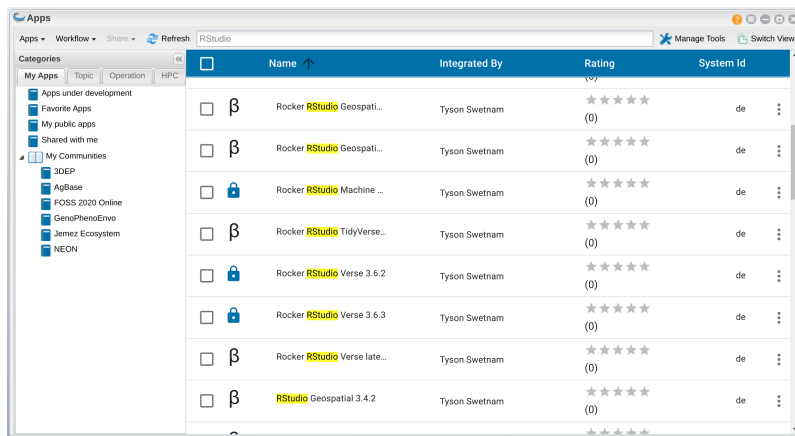 Apps
Apps Workflow Share Refresh RStudio Manage Tools Switch View
Categories
My Apps Topic Operation HPC
Apps under development
Favorite Apps
My public apps
Shared with me
My Communities
3DEP
AgBase
FOSS 2020 Online
GenoPhenoEnvo
Jemez Ecosystem
NEON
Name Integrated By Rating System Id
(0)
β Rocker RStudio Geospati... Tyson Swetnam de
(0)
β Rocker RStudio Geospati... Tyson Swetnam de
(0)
Rocker RStudio Machine ... Tyson Swetnam de
(0)
β Rocker RStudio TidyVerse... Tyson Swetnam de
(0)
Rocker RStudio Verse 3.6.2 Tyson Swetnam de
(0)
Rocker RStudio Verse 3.6.3 Tyson Swetnam de
(0)
β Rocker RStudio Verse late... Tyson Swetnam de
(0)
β RStudio Geospatial 3.4.2 Tyson Swetnam de
(0)